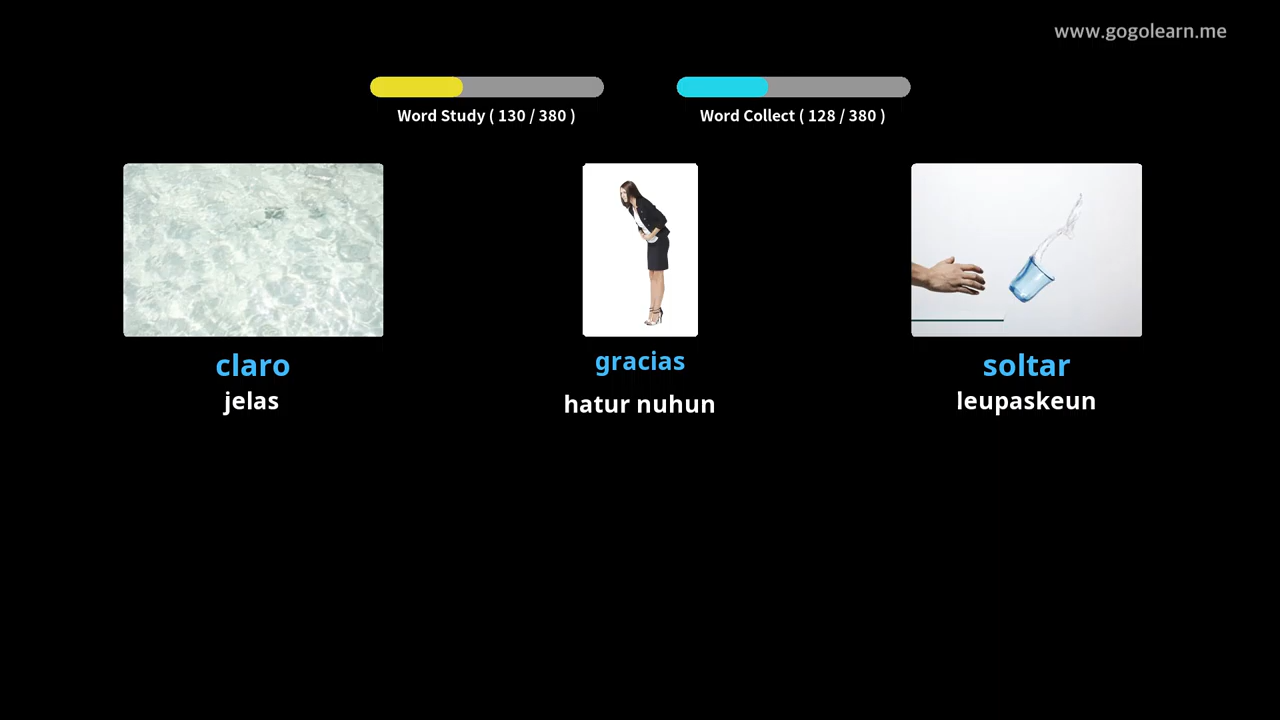 www.gogolearn.me
Word Study ( 130 / 380 )
Word Collect ( 128 / 380 )
claro
jelas
gracias
hatur nuhun
soltar
leupaskeun